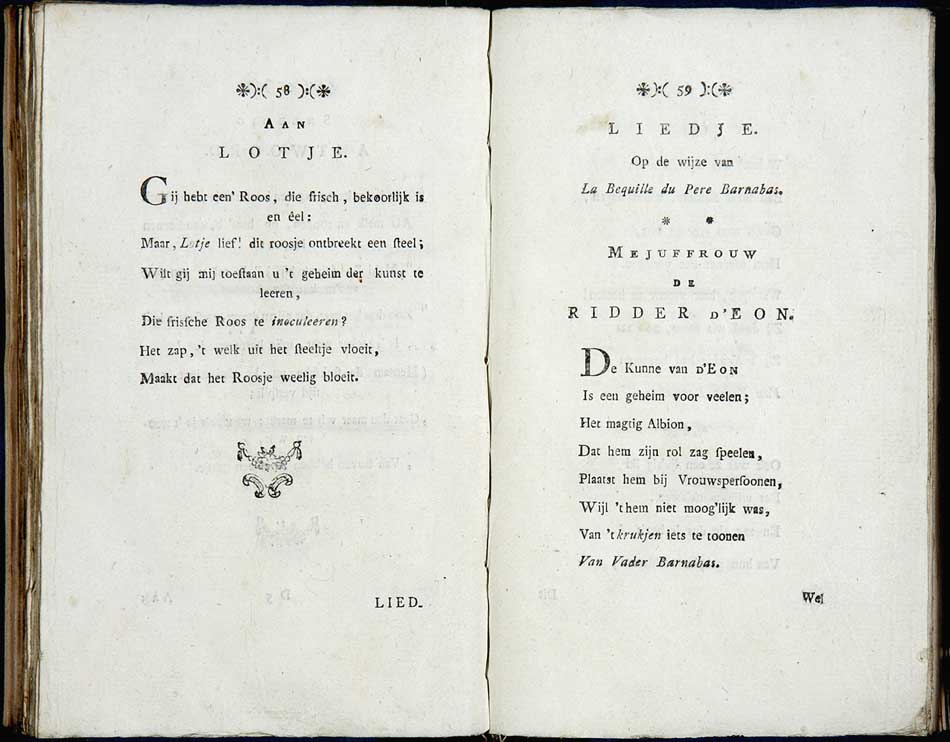 ):( 58 ):(
AAN
LOTJE.
Gij hebt een' Roos, die frisch, bekoorlijk is
en éel:
Maar, Lotje lief! dit roosje ontbreekt een steel;
Wilt gij mij toestaan u 't geheim der kunst te
leeren,
Die frissche Roos te inoculeeren?
Het zap, 't welk uit het steeltje vloeit,
Maakt dat het Roosje weelig bloeit.
LIED-
):( 59 ):(
LIEDJE.
Op de wijze van
La Bequille du Pere Barnabas.
* *
MEJUFFROUW
DE
RIDDER D'EON.
De Kunne van D'EON
Is een geheim voor veelen;
Het magtig Albion,
Dat hem zijn rol zag speelen,
Plaatst hem bij Vrouwspersoonen,
Wijl 't hem niet moog'lijk was,
Van 't krukjen iets te toonen
Van Vader Barnabas.
Wel